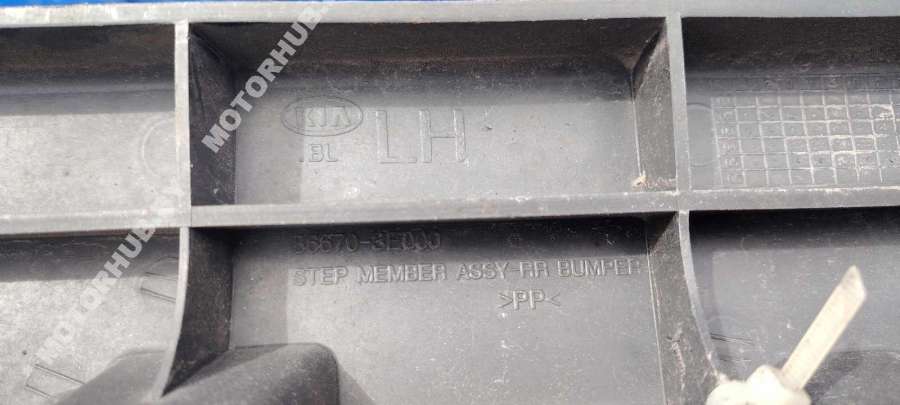 KIA
LH
BL
86670-3E000
STEP MEMBER ASSY-RR BUMPER
>PP<
MOTORHUB
MOTORHUB